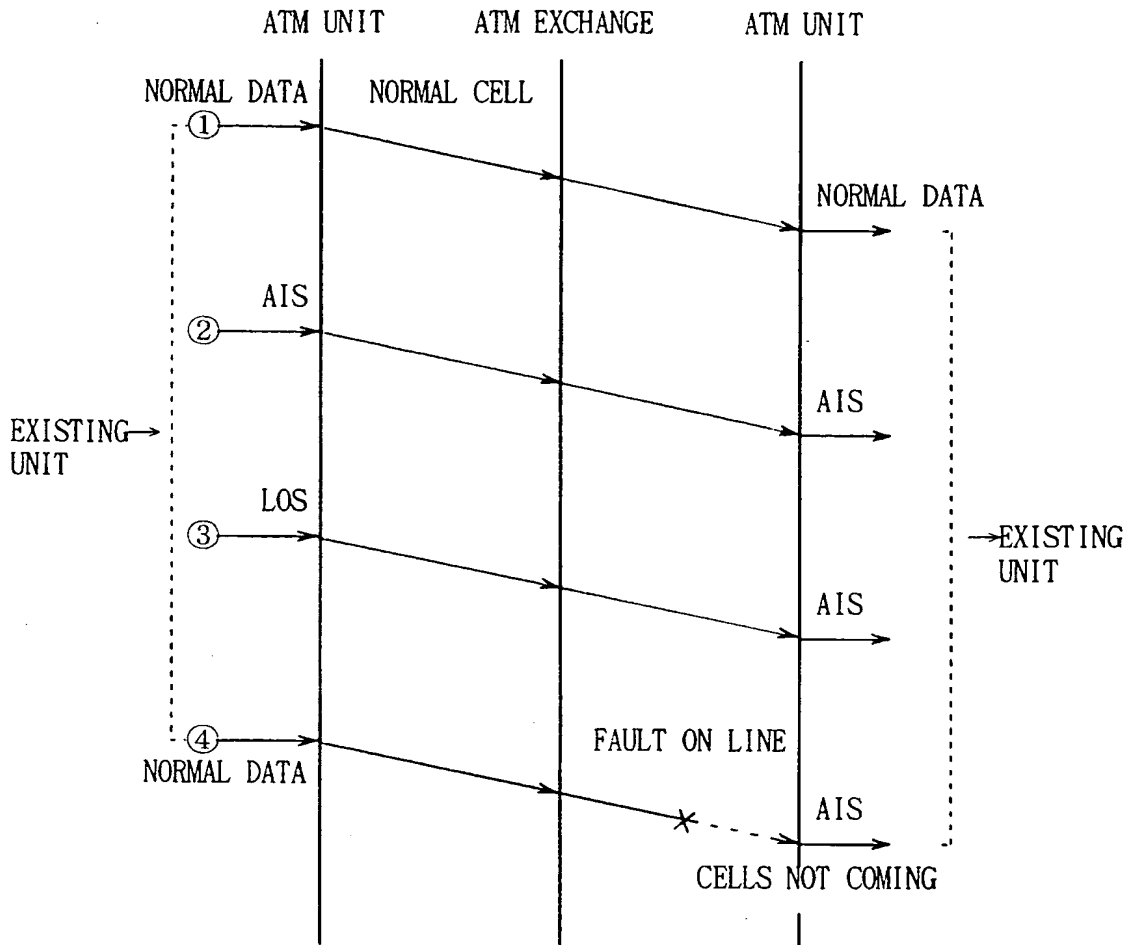 ATM UNIT ATM EXCHANGE ATM UNIT
NORMAL DATA NORMAL CELL
①
NORMAL DATA
AIS
②
AIS
EXISTING→
UNIT
LOS
③
→EXISTING
UNIT
AIS
④
FAULT ON LINE
NORMAL DATA
AIS
CELLS NOT COMING